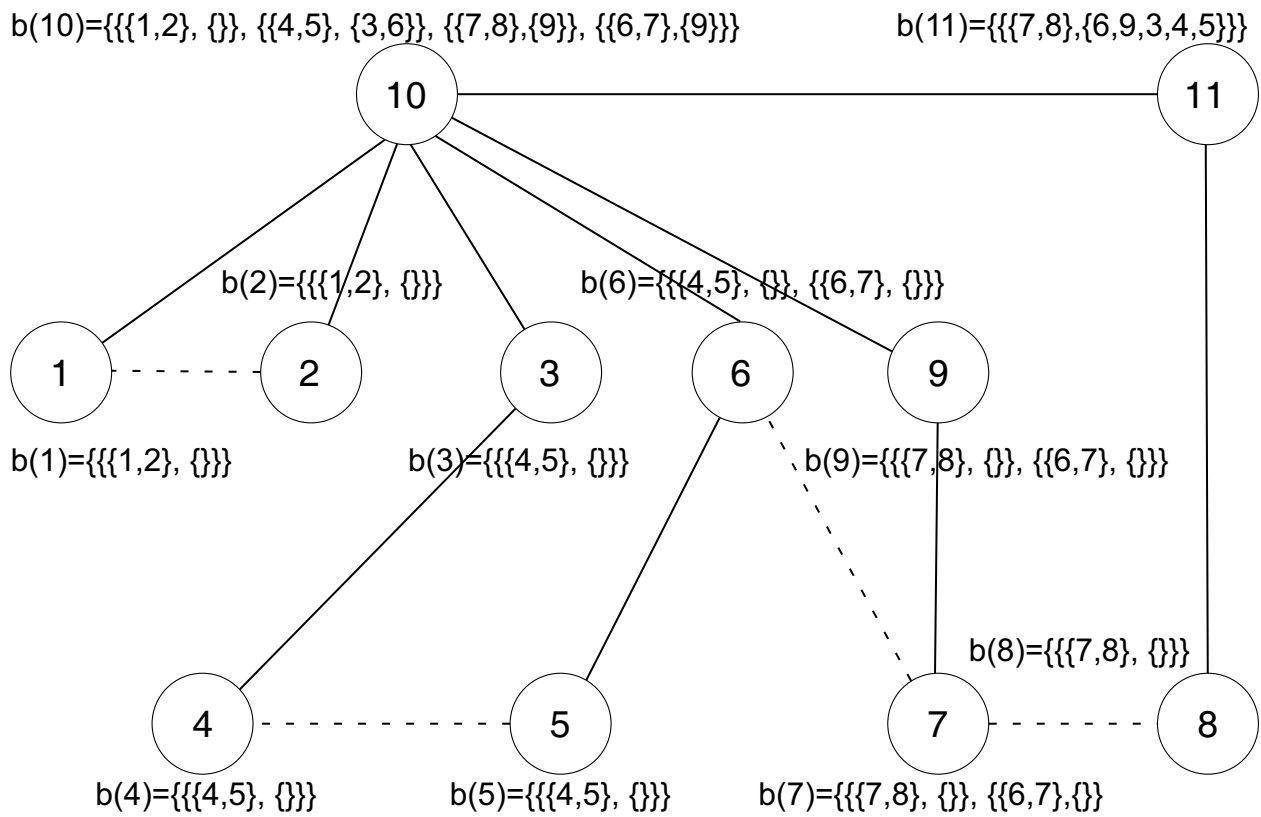 b(10)={{{1,2}, {}}, {{4,5}, {3,6}}, {{7,8},{9}}, {{6,7},{9}}}
b(11)={{{7,8},{6,9,3,4,5}}}
10
11
b(2)={{{1,2}, {}}}
b(6)={{{4,5}, {}}, {{6,7}, {}}}
1
2
3
6
9
b(1)={{{1,2}, {}}}
b(3)={{{4,5}, {}}}
b(9)={{{7,8}, {}}, {{6,7}, {}}}
b(8)={{{7,8}, {}}}
4
5
7
8
b(4)={{{4,5}, {}}}
b(5)={{{4,5}, {}}}
b(7)={{{7,8}, {}}, {{6,7},{}}